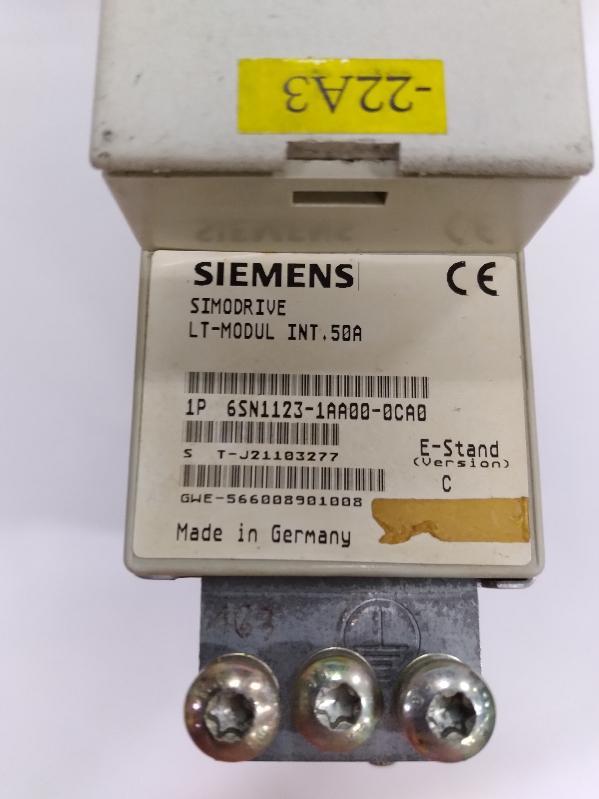 -22A3
SIEMENS
CE
SIMODRIVE
LT-MODUL INT.50A
1P 6SN1123-1AA00-0CA0
S T-J21103277
E-Stand
(Version)
C
GWE-566008901008
Made in Germany